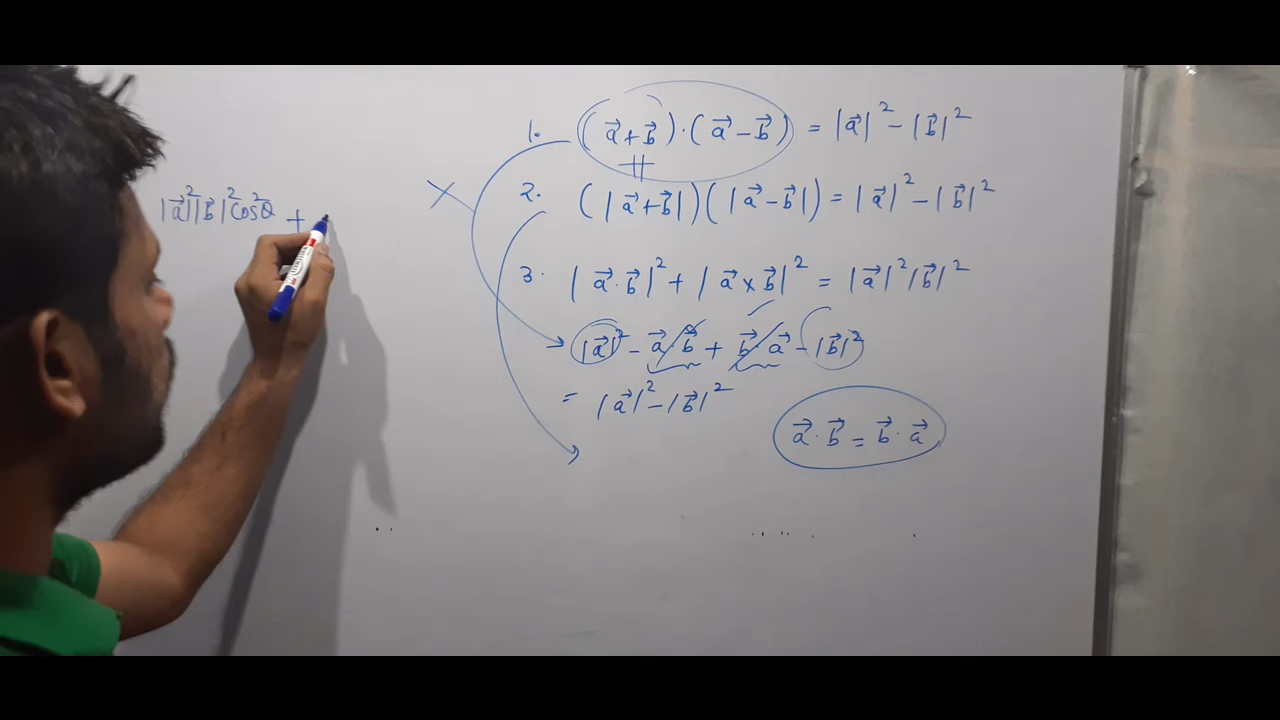 1. (a⃗+b⃗)·(a⃗-b⃗) = |a⃗|²-|b⃗|²
2. (|a⃗+b⃗|)(|a⃗-b⃗|) = |a⃗|²-|b⃗|²
|a⃗|²|b⃗|²cos²θ +
3. |a⃗·b⃗|²+|a⃗×b⃗|² = |a⃗|²|b⃗|²
|a⃗|²-a⃗·b⃗+b⃗·a⃗-|b⃗|²
= |a⃗|²-|b⃗|²
a⃗·b⃗=b⃗·a⃗